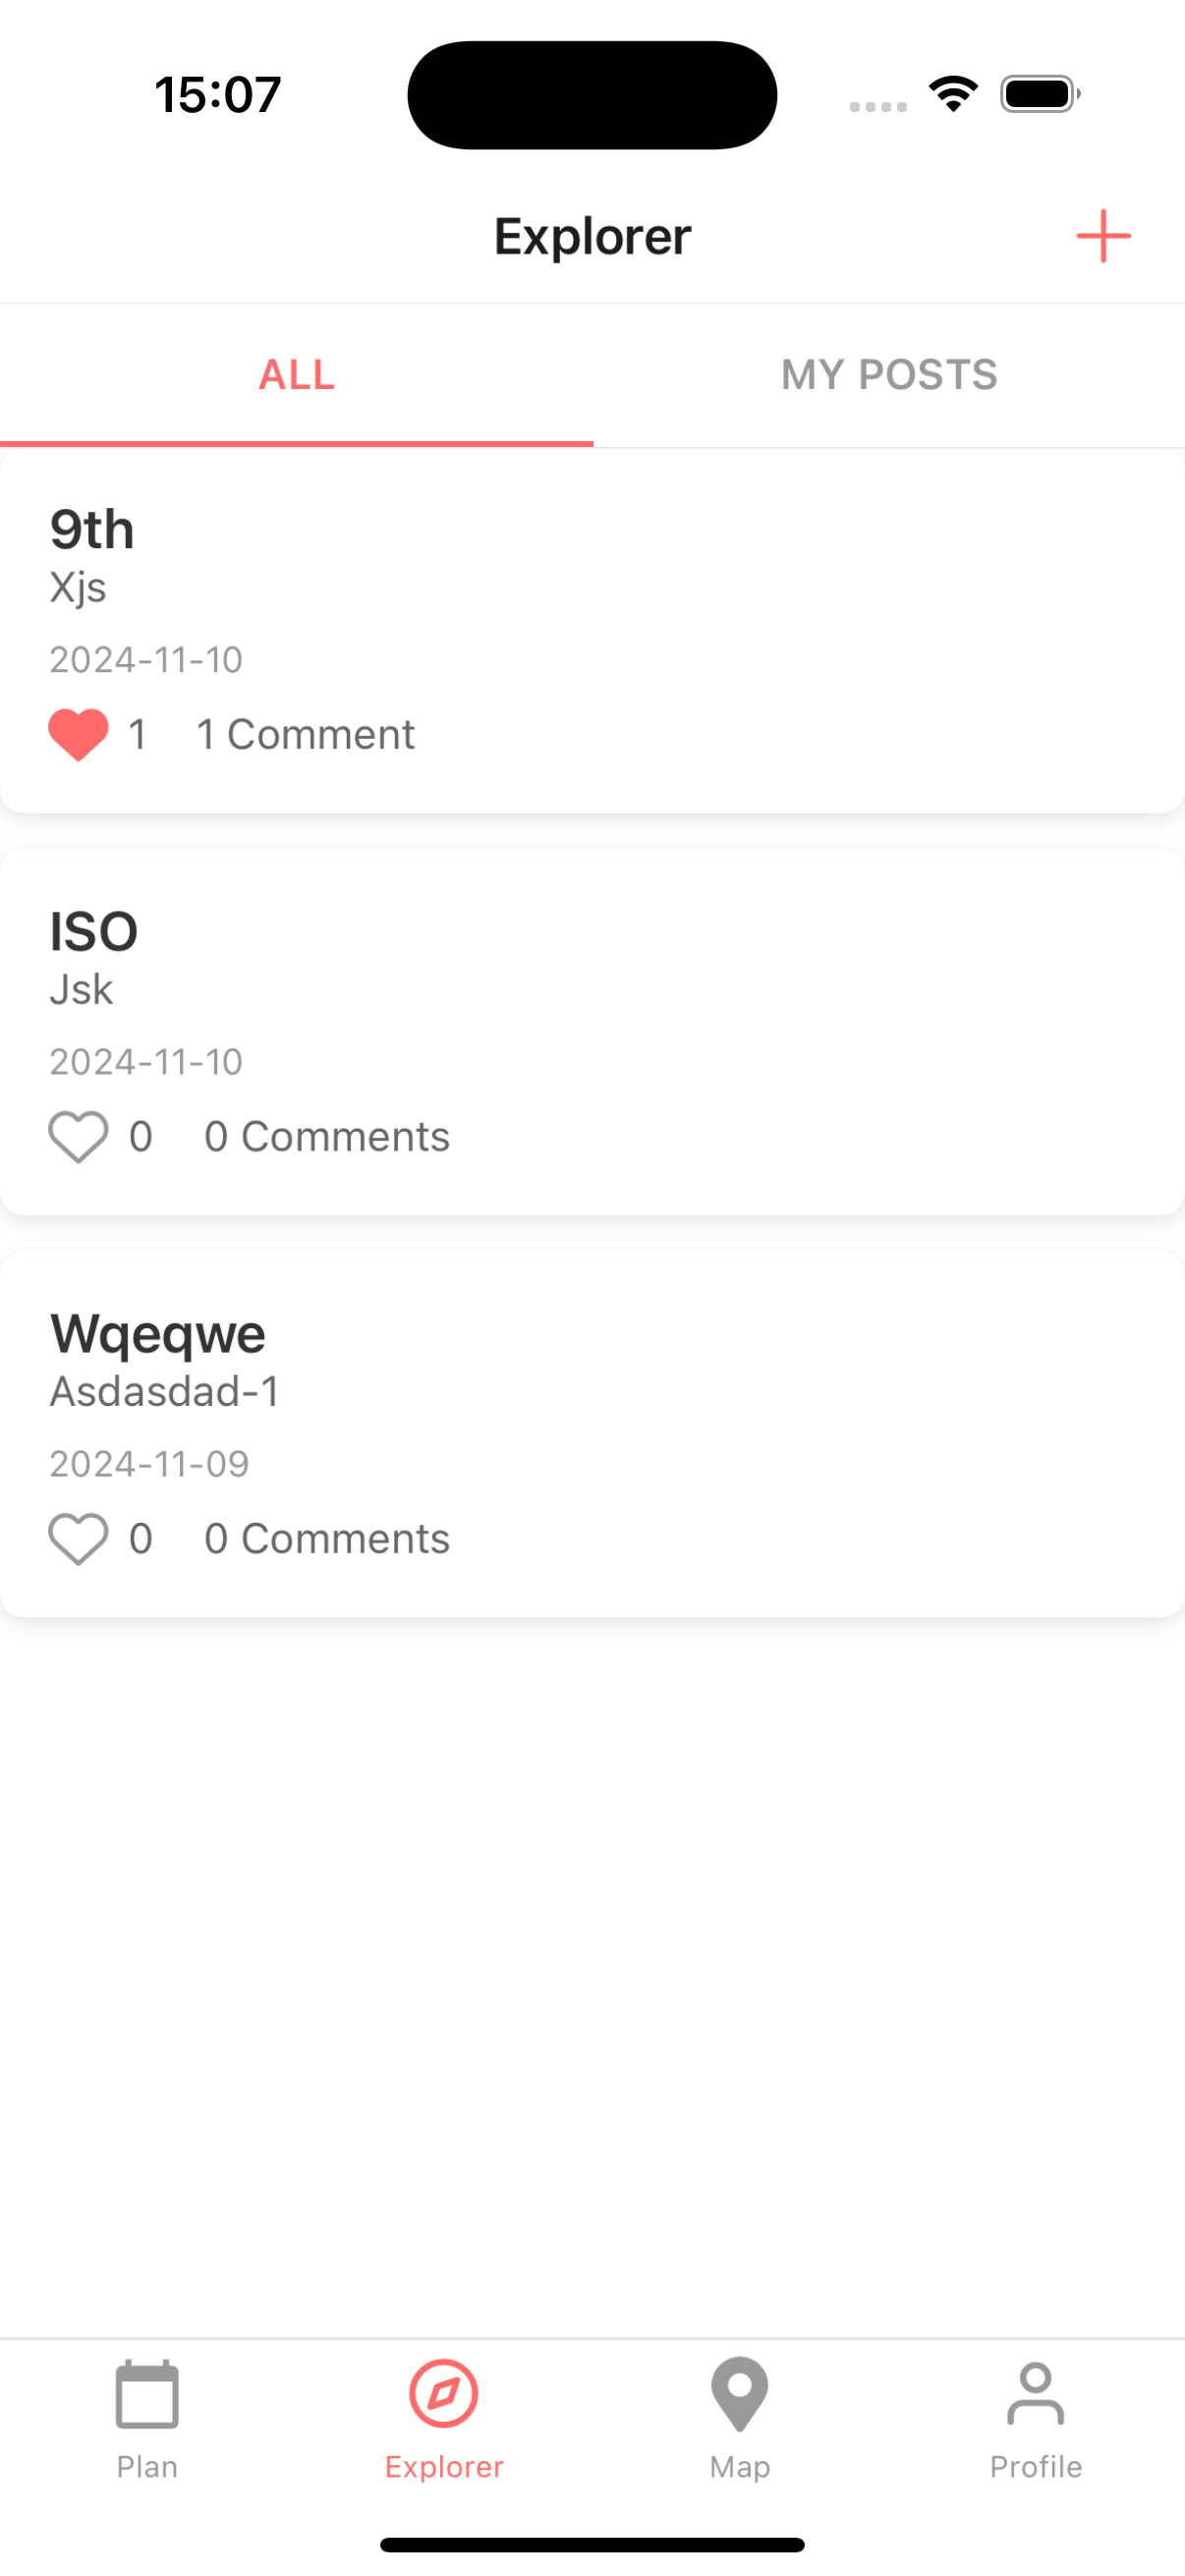 15:07
Explorer
ALL
MY POSTS
9th
Xjs
2024-11-10
1 1 Comment
ISO
Jsk
2024-11-10
0 0 Comments
Wqeqwe
Asdasdad-1
2024-11-09
0 0 Comments
Plan
Explorer
Map
Profile